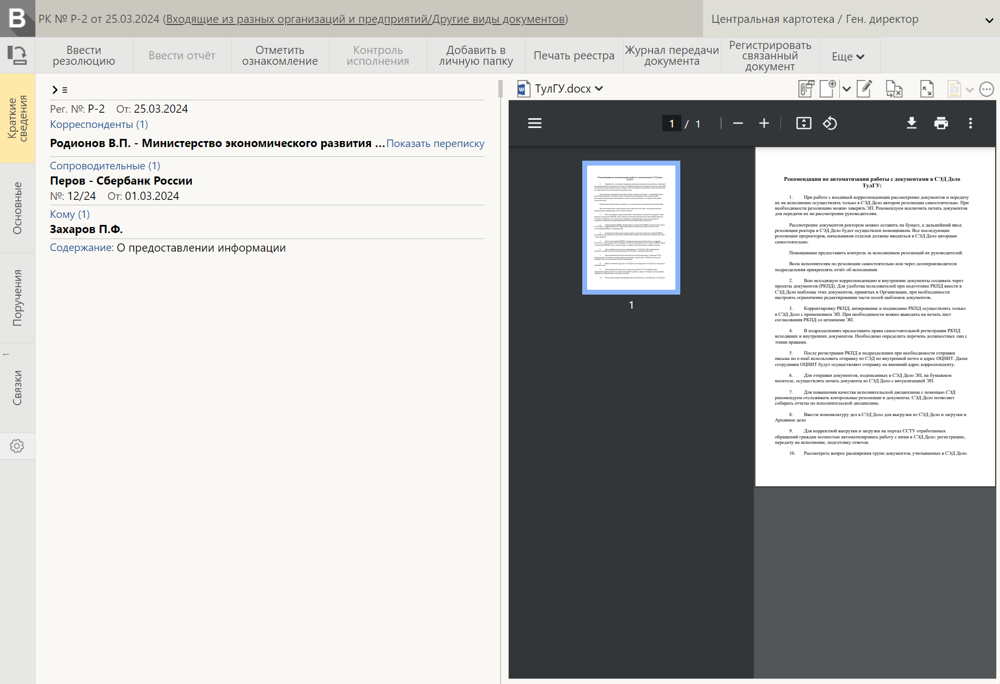 B
РК № Р-2 от 25.03.2024 (Входящие из разных организаций и предприятий/Другие виды документов)
Центральная картотека / Ген. директор
Ввести резолюцию
Ввести отчёт
Отметить ознакомление
Контроль исполнения
Добавить в личную папку
Печать реестра
Журнал передачи документа
Регистрировать связанный документ
Еще
Краткие сведения
Основные
Поручения
1
Связки
Рег. №: Р-2 От: 25.03.2024
Корреспонденты (1)
Родионов В.П. - Министерство экономического развития ... Показать переписку
Сопроводительные (1)
Перов - Сбербанк России
№: 12/24 От: 01.03.2024
Кому (1)
Захаров П.Ф.
Содержание: О предоставлении информации
ТулГУ.docx
1 / 1
1
Рекомендации по автоматизации работы с документами в СЭД Дело
ТулГУ:
1. При работе с входящей корреспонденции рассмотрение документов и передачу
их на исполнение осуществлять только в СЭД Дело автором резолюции самостоятельно. При
необходимости резолюцию можно заверять ЭП. Рекомендуем исключить печать документов
для передачи их на рассмотрение руководителям.
Рассмотрение документов ректором можно оставить на бумаге, а дальнейший ввод
резолюции ректора в СЭД Дело будет осуществлен помощником. Все последующие
резолюции проректоров, начальников отделов должны вводиться в СЭД Дело авторами
самостоятельно.
Помощникам предоставить контроль за исполнением резолюций их руководителей.
Всем исполнителям по резолюции самостоятельно или через делопроизводителя
подразделения прикреплять отчёт об исполнении
2. Всю исходящую корреспонденцию и внутренние документы создавать через
проекты документов (РКПД). Для удобства пользователей при подготовке РКПД внести в
СЭД Дело шаблоны этих документов, принятых в Организации, при необходимости
настроить ограничение редактирования части полей шаблонов документов.
3. Корректировку РКПД, визирование и подписание РКПД осуществлять только
в СЭД Дело с применением ЭП. При необходимости можно выводить на печать лист
согласования РКПД со штампами ЭП.
4. В подразделениях предоставить права самостоятельной регистрации РКПД
исходящих и внутренних документов. Необходимо определить перечень должностных лиц с
этими правами.
5. После регистрации РКПД в подразделении при необходимости отправки
письма по e-mail использовать отправку из СЭД по внутренней почте в адрес ОЦНИТ. Далее
сотрудники ОЦНИТ будут осуществляют отправку на внешний адрес корреспонденту.
6. Для отправки документов, подписанных в СЭД Дело ЭП, на бумажном
носителе, осуществлять печать документа из СЭД Дело с визуализацией ЭП.
7. Для повышения качества исполнительской дисциплины с помощью СЭД
рекомендуем отслеживать контрольные резолюции и документы. СЭД Дело позволяет
собирать отчеты по исполнительской дисциплине.
8. Ввести номенклатуру дел в СЭД Дело для выгрузки из СЭД Дело и загрузки в
Архивное дело
9. Для корректной выгрузки и загрузки на портал ССТУ отработанных
обращений граждан полностью автоматизировать работу с ними в СЭД Дело: регистрацию,
передачу на исполнение, подготовку ответов.
10. Рассмотреть вопрос расширения групп документов, учитываемых в СЭД Дело.